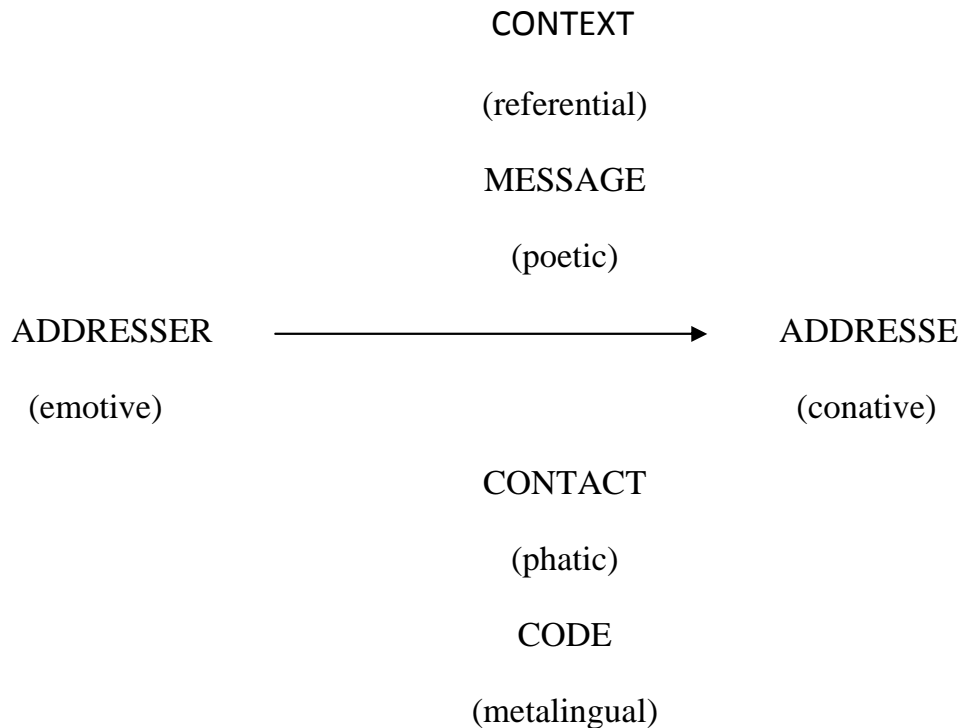 CONTEXT
(referential)
MESSAGE
(poetic)
ADDRESSER ADDRESSE
(emotive) (conative)
CONTACT
(phatic)
CODE
(metalingual)